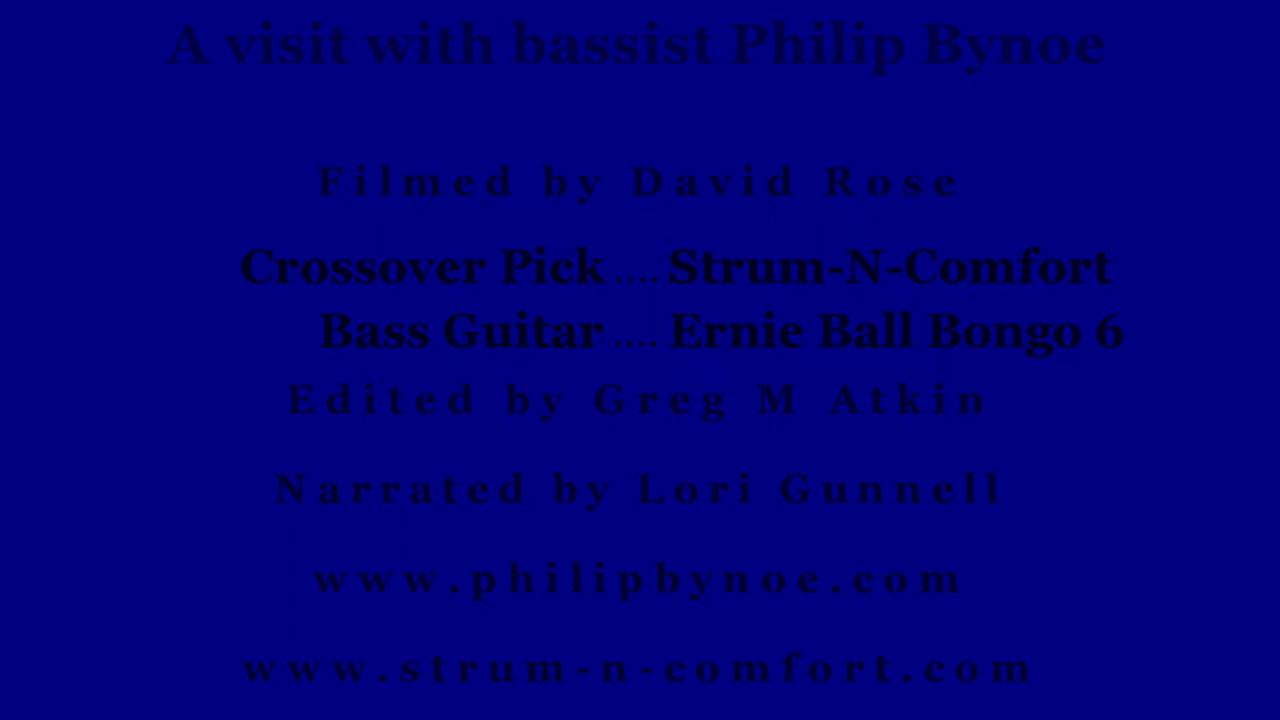 A visit with bassist Philip Bynoe
Filmed by David Rose
Crossover Pick .... Strum-N-Comfort
Bass Guitar .... Ernie Ball Bongo 6
Edited by Greg M Atkin
Narrated by Lori Gunnell
www.philipbynoe.com
www.strum-n-comfort.com